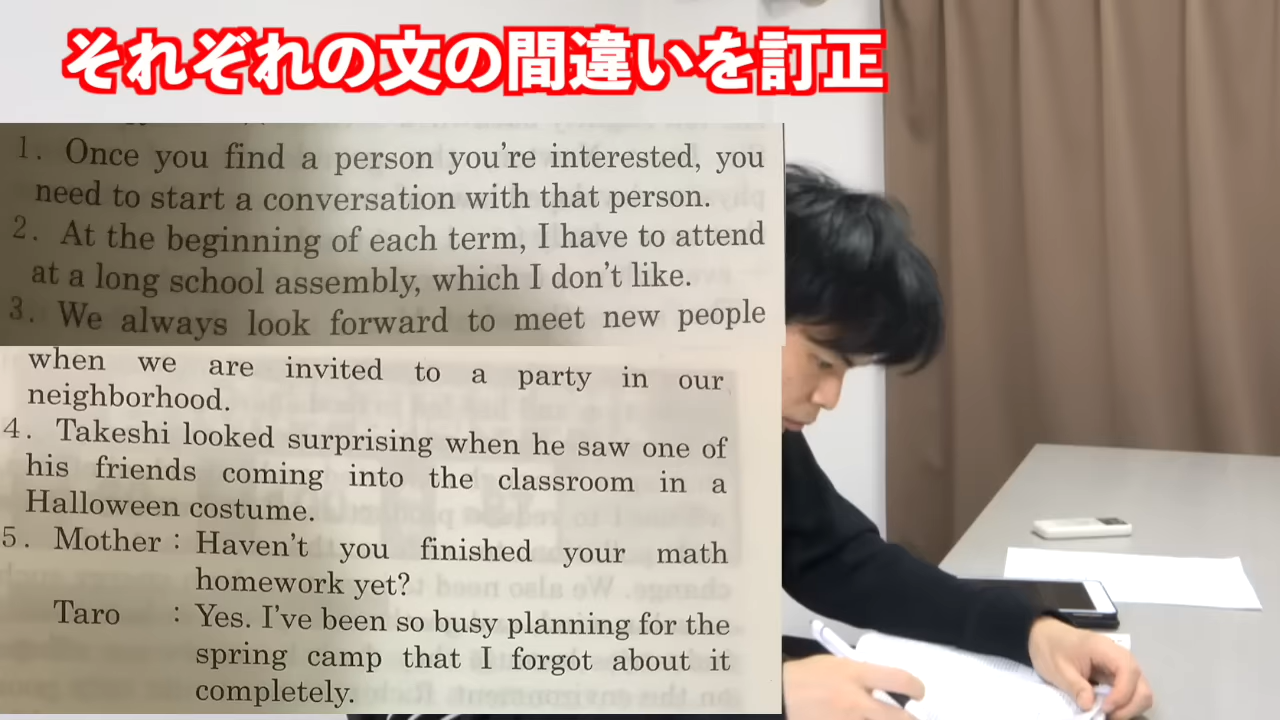 それぞれの文の間違いを訂正
1. Once you find a person you're interested, you
need to start a conversation with that person.
2. At the beginning of each term, I have to attend
at a long school assembly, which I don't like.
3. We always look forward to meet new people
when we are invited to a party in our
neighborhood.
4. Takeshi looked surprising when he saw one of
his friends coming into the classroom in a
Halloween costume.
5. Mother : Haven't you finished your math
homework yet?
Taro : Yes. I've been so busy planning for the
spring camp that I forgot about it
completely.